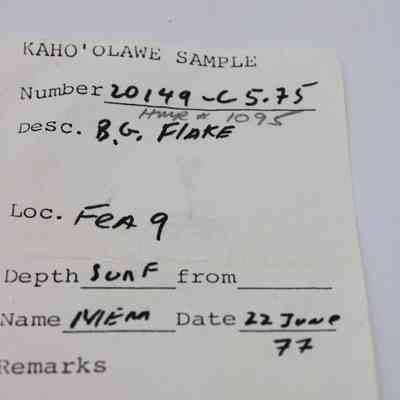 KAHO'OLAWE SAMPLE
Number 20149-C5.75
HWR # 1095
Desc. B.G. FLAKE
Loc. FEA 9
Depth SURF from
Name MEM Date 22 June
77
Remarks